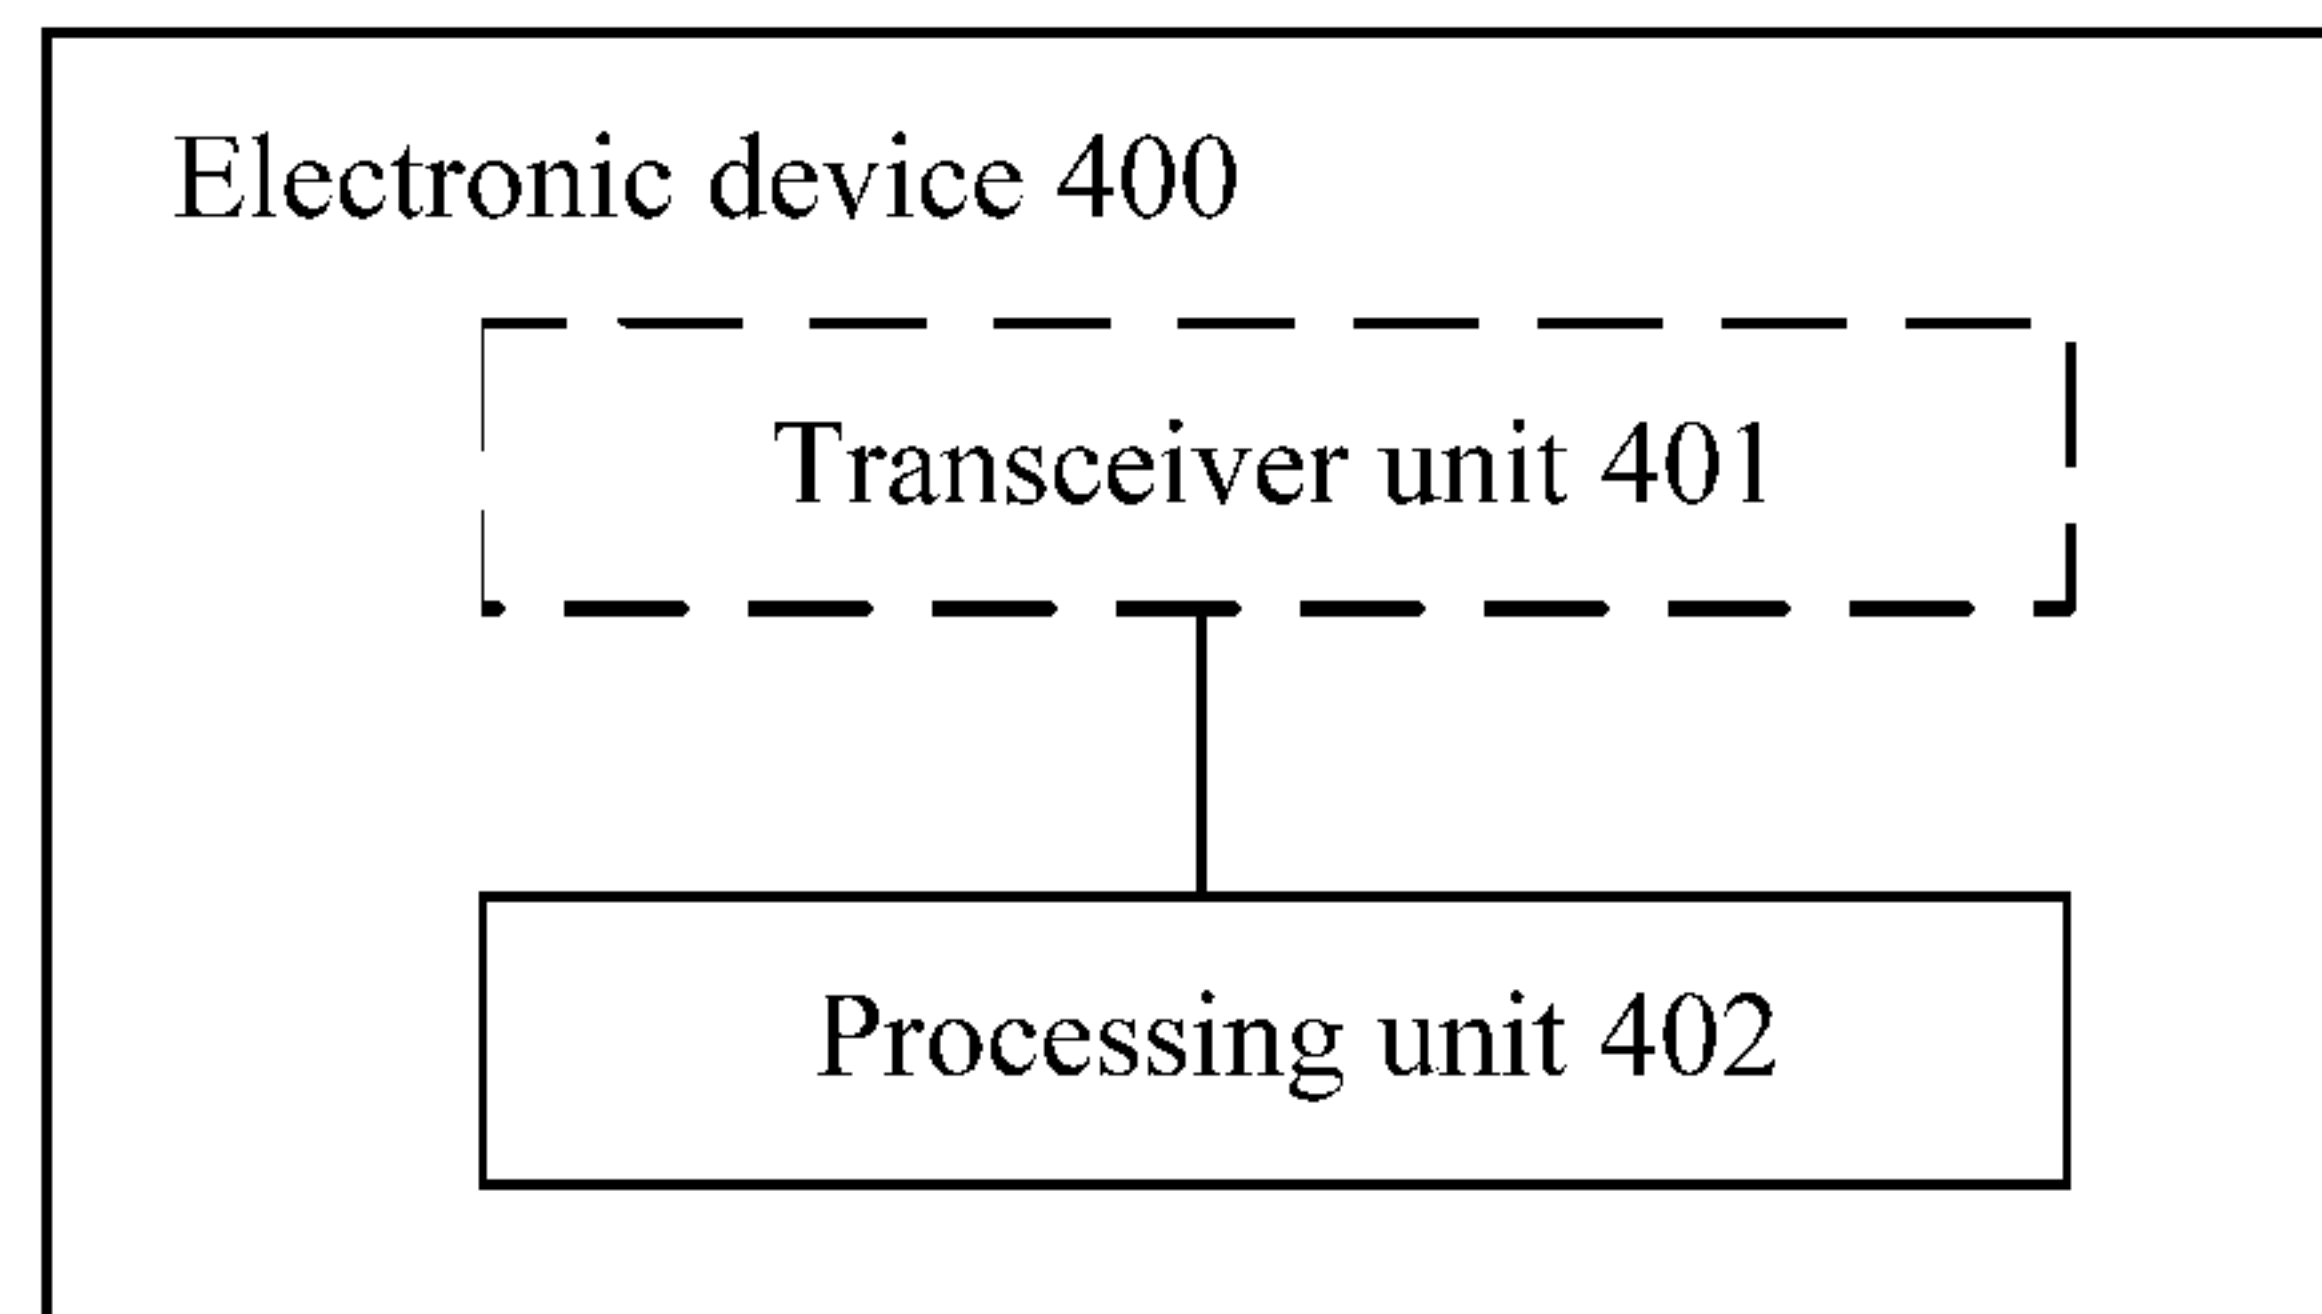 Electronic device 400
Transceiver unit 401
Processing unit 402